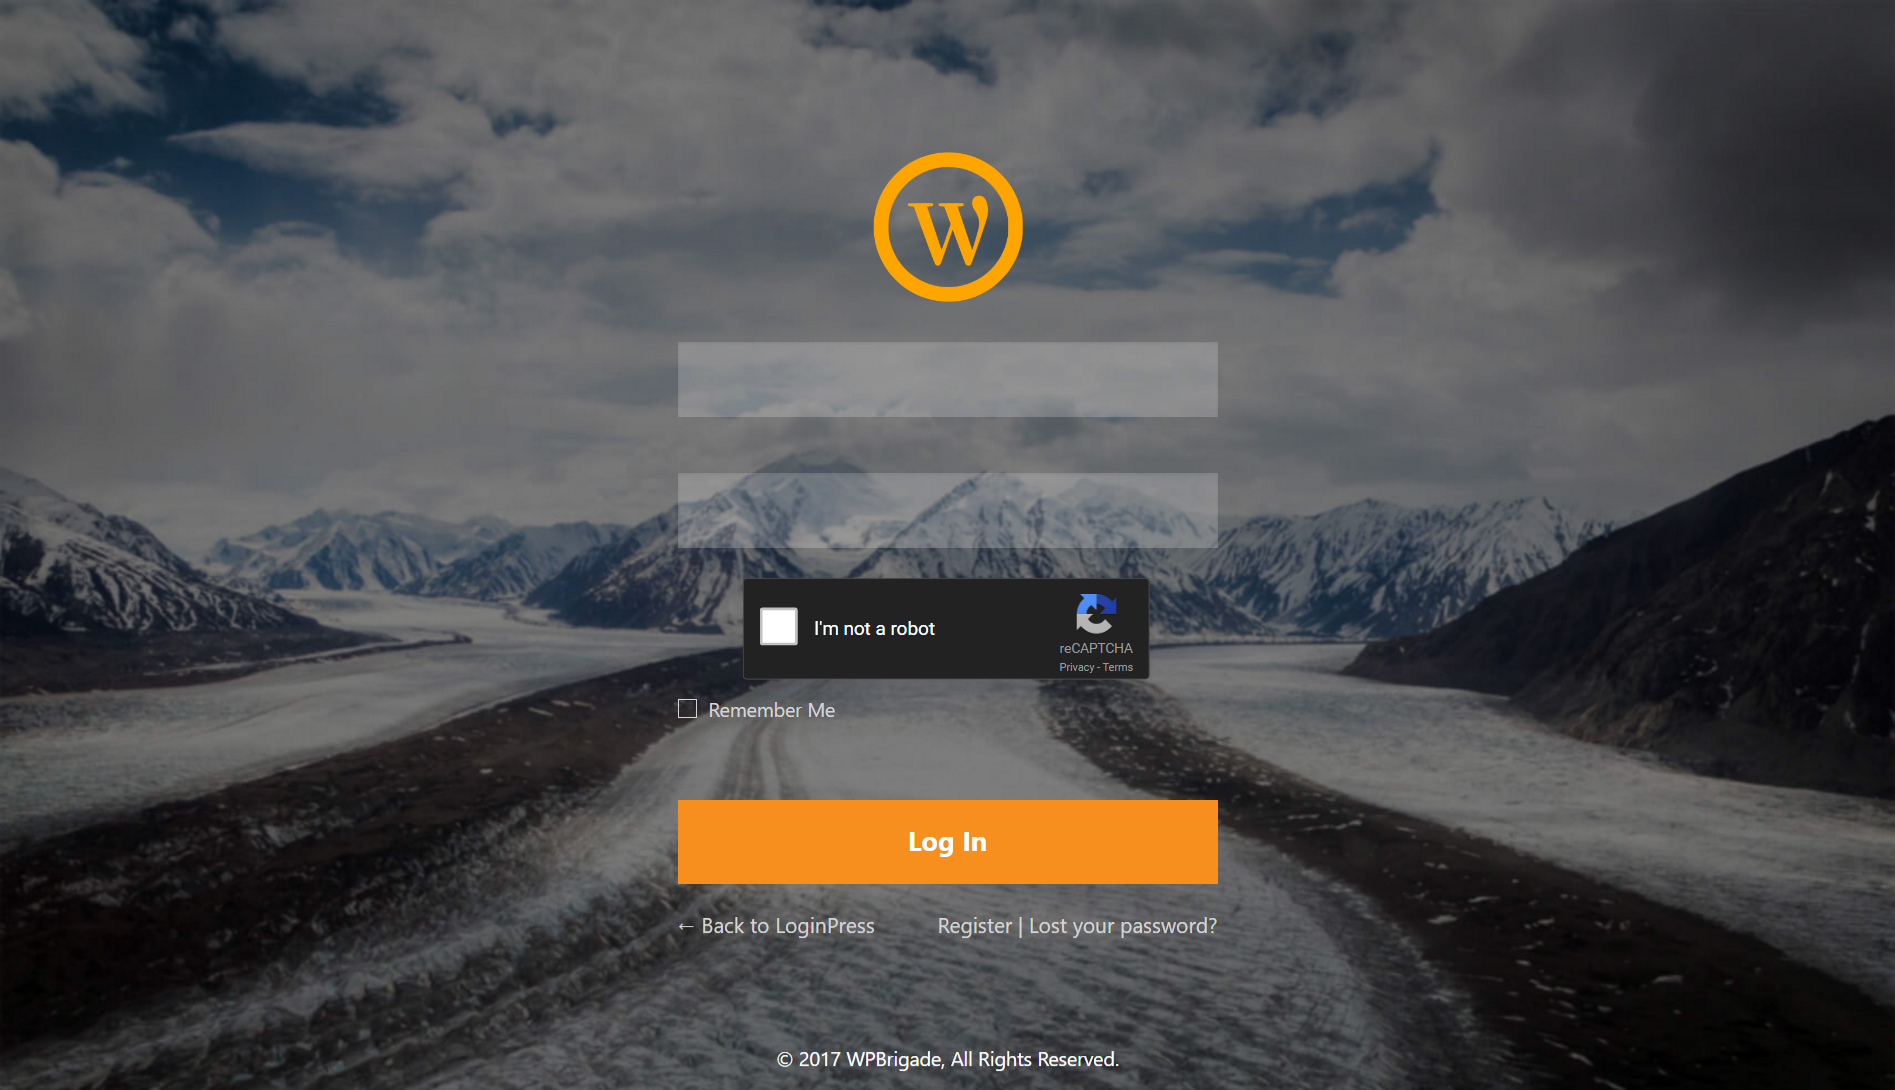 W
I'm not a robot
reCAPTCHA
Privacy - Terms
Remember Me
Log In
← Back to LoginPress
Register | Lost your password?
© 2017 WPBrigade, All Rights Reserved.